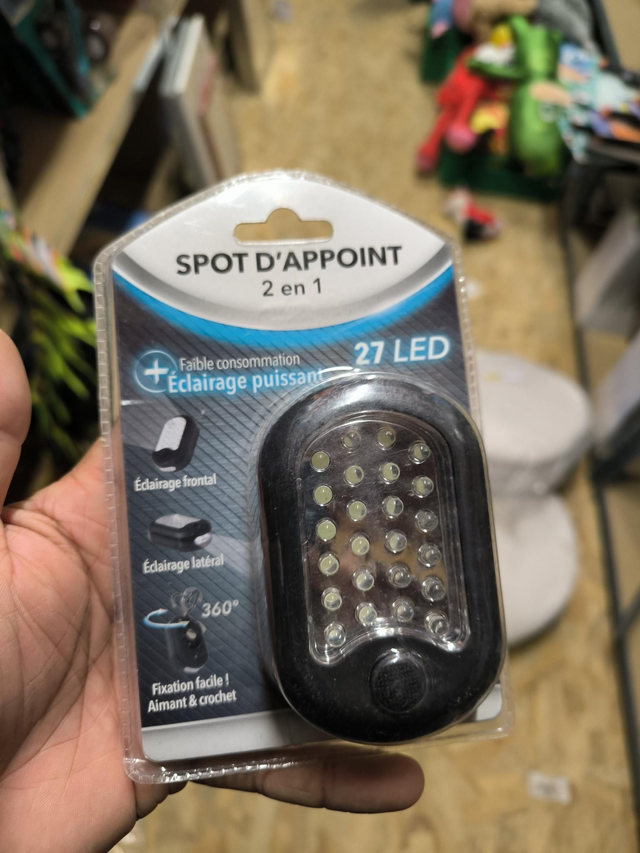 SPOT D'APPOINT
2 en 1
27 LED
+ Faible consommation
Éclairage puissant
Éclairage frontal
Éclairage latéral
360°
Fixation facile !
Aimant & crochet